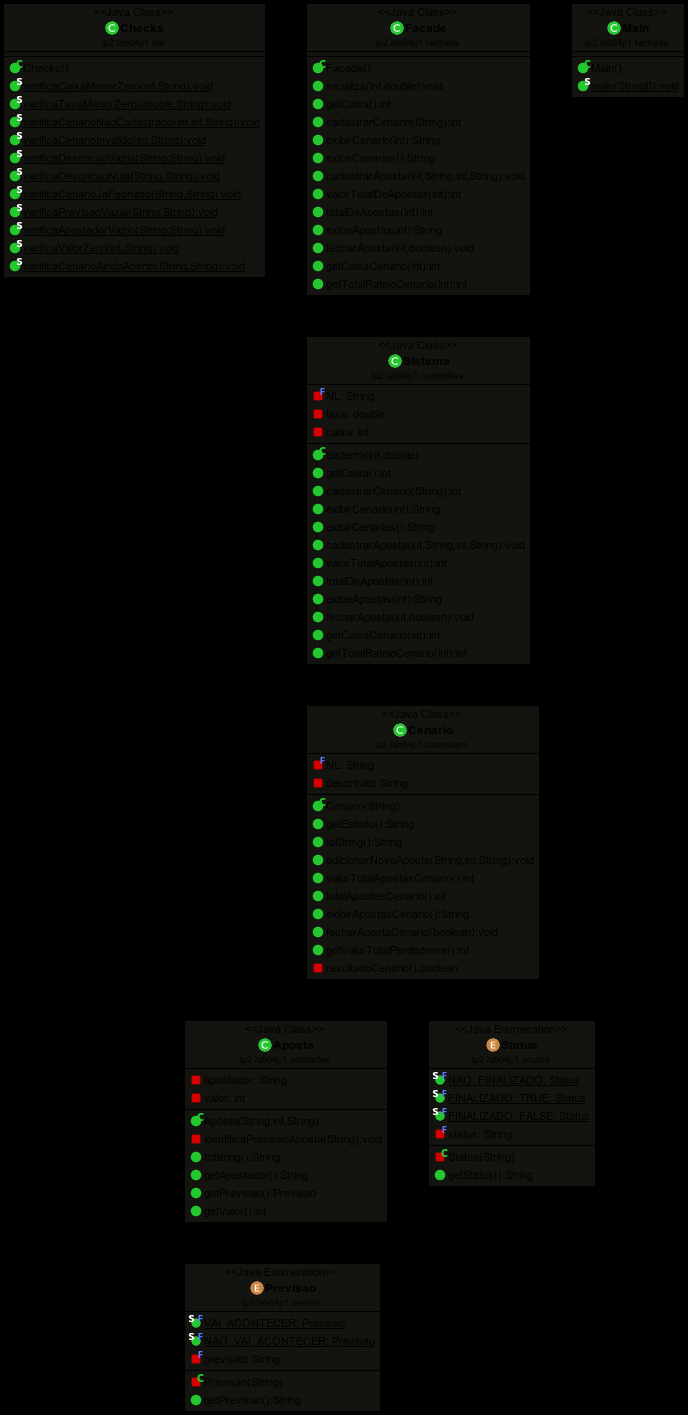 <<Java Class>>
Checks
lp2.lab04p1.util
Checks()
verificaCaixaMenorZero(int,String):void
verificaTaxaMenorZero(double,String):void
verificaCenarioNaoCadastrado(int,int,String):void
verificaCenarioInvalido(int,String):void
verificaDescricaoVazia(String,String):void
verificaDescricaoNula(String,String):void
verificaCenarioJaFechado(String,String):void
verificaPrevisaoVazia(String,String):void
verificaApostadorVazio(String,String):void
verificaValorZero(int,String):void
verificaCenarioAindaAberto(String,String):void
<<Java Class>>
Facade
lp2.lab04p1.fachada
Facade()
inicializa(int,double):void
getCaixa():int
cadastrarCenario(String):int
exibirCenario(int):String
exibirCenarios():String
cadastrarAposta(int,String,int,String):void
valorTotalDeApostas(int):int
totalDeApostas(int):int
exibeApostas(int):String
fecharAposta(int,boolean):void
getCaixaCenario(int):int
getTotalRateioCenario(int):int
<<Java Class>>
Main
lp2.lab04p1.fachada
Main()
main(String[]):void
<<Java Class>>
Sistema
lp2.lab04p1.controllers
NL: String
taxa: double
caixa: int
Sistema(int,double)
getCaixa():int
cadastrarCenario(String):int
exibirCenario(int):String
exibirCenarios():String
cadastrarAposta(int,String,int,String):void
valorTotalApostas(int):int
totalDeApostas(int):int
exibeApostas(int):String
fecharAposta(int,boolean):void
getCaixaCenario(int):int
getTotalRateioCenario(int):int
<<Java Class>>
Cenario
lp2.lab04p1.controllers
NL: String
descricao: String
Cenario(String)
getEstado():String
toString():String
adicionarNovaAposta(String,int,String):void
valorTotalApostasCenario():int
totalApostasCenario():int
exibirApostasCenario():String
fecharApostaCenario(boolean):void
getValorTotalPerdedores():int
resultadoCenario():boolean
<<Java Class>>
Aposta
lp2.lab04p1.entidades
apostador: String
valor: int
Aposta(String,int,String)
identificaPrevisaoAposta(String):void
toString():String
getApostador():String
getPrevisao():Previsao
getValor():int
<<Java Enumeration>>
Status
lp2.lab04p1.enums
NAO_FINALIZADO: Status
FINALIZADO_TRUE: Status
FINALIZADO_FALSE: Status
status: String
Status(String)
getStatus():String
<<Java Enumeration>>
Previsao
lp2.lab04p1.enums
VAI_ACONTECER: Previsao
NAO_VAI_ACONTECER: Previsao
previsao: String
Previsao(String)
getPrevisao():String